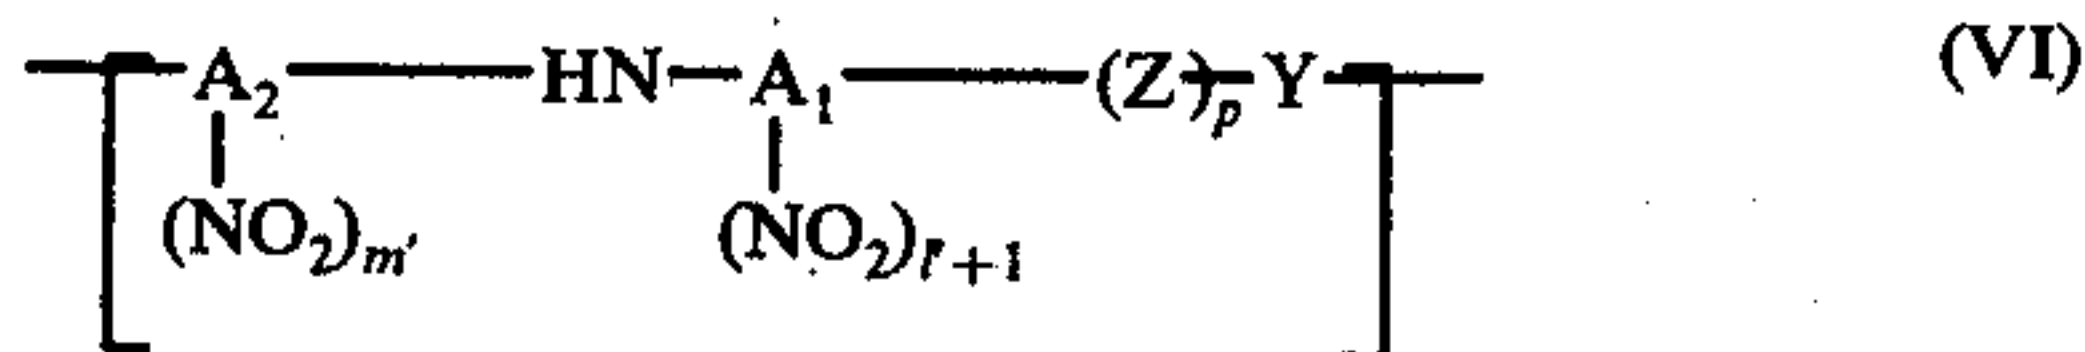 A₂ HN A₁ (Z)ₚ Y (VI)
(NO₂)ₘ' (NO₂)l'+1